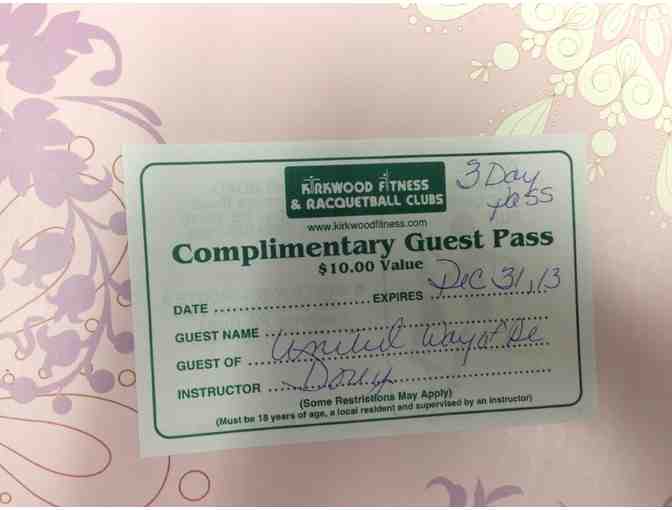 KIRKWOOD FITNESS
& RACQUETBALL CLUBS
3 Day
pass
www.kirkwoodfitness.com
Complimentary Guest Pass
$10.00 Value
DATE EXPIRES Dec 31, 13
GUEST NAME
GUEST OF United Way of De
INSTRUCTOR Doug
(Some Restrictions May Apply)
(Must be 18 years of age, a local resident and supervised by an instructor)